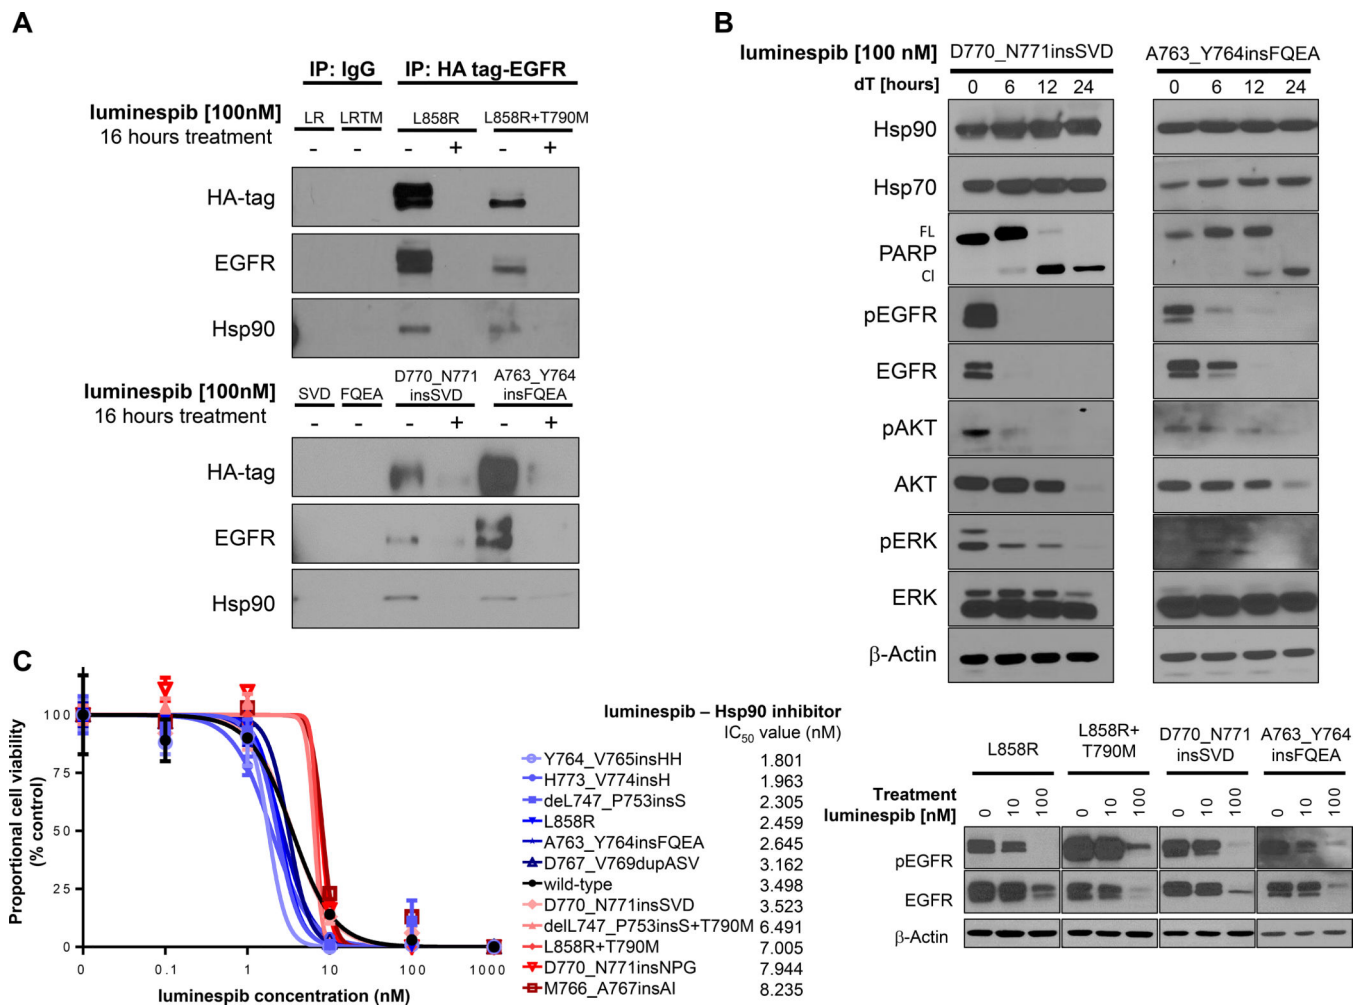 A
IP: IgG IP: HA tag-EGFR
luminespib [100nM] LR LRTM L858R L858R+T790M
16 hours treatment - - - + - +
HA-tag
EGFR
Hsp90
luminespib [100nM] SVD FQEA D770_N771 insSVD A763_Y764 insFQEA
16 hours treatment - - - + - +
HA-tag
EGFR
Hsp90
B
luminespib [100 nM] D770_N771insSVD A763_Y764insFQEA
dT [hours] 0 6 12 24 0 6 12 24
Hsp90
Hsp70
FL
PARP
Cl
pEGFR
EGFR
pAKT
AKT
pERK
ERK
β-Actin
C
Proportional cell viability
(% control)
100
75
50
25
0
0 0.1 1 10 100 1000
luminespib concentration (nM)
luminespib – Hsp90 inhibitor
IC50 value (nM)
Y764_V765insHH 1.801
H773_V774insH 1.963
deL747_P753insS 2.305
L858R 2.459
A763_Y764insFQEA 2.645
D767_V769dupASV 3.162
wild-type 3.498
D770_N771insSVD 3.523
delL747_P753insS+T790M 6.491
L858R+T790M 7.005
D770_N771insNPG 7.944
M766_A767insAI 8.235
L858R L858R+ T790M D770_N771 insSVD A763_Y764 insFQEA
Treatment
luminespib [nM] 0 10 100 0 10 100 0 10 100 0 10 100
pEGFR
EGFR
β-Actin